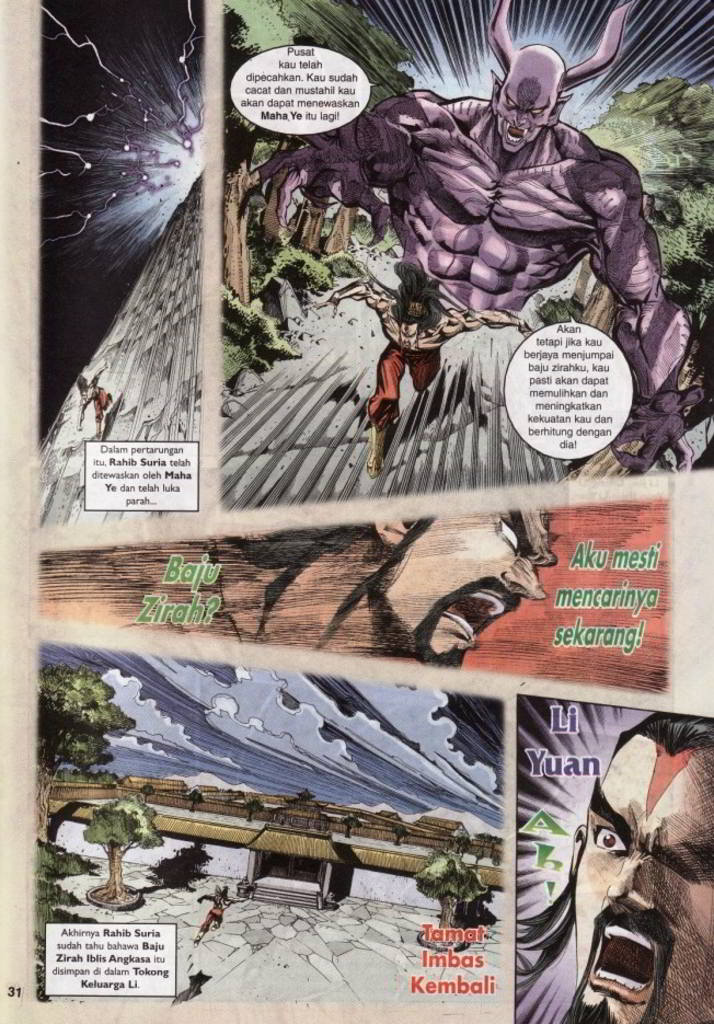 Dalam pertarungan
itu, Rahib Suria telah
ditewaskan oleh Maha
Ye dan telah luka
parah...
Pusat
kau telah
dipecahkan. Kau sudah
cacat dan mustahil kau
akan dapat menewaskan
Maha Ye itu lagi!
Akan
tetapi jika kau
berjaya menjumpai
baju zirahku, kau
pasti akan dapat
memulihkan dan
meningkatkan
kekuatan kau dan
berhitung dengan
dia!
Baju
Zirah?
Aku mesti
mencarinya
sekarang!
Akhirnya Rahib Suria
sudah tahu bahawa Baju
Zirah Iblis Angkasa itu
disimpan di dalam Tokong
Keluarga Li.
Tamat
Imbas
Kembali
Li
Yuan
Ah!
31